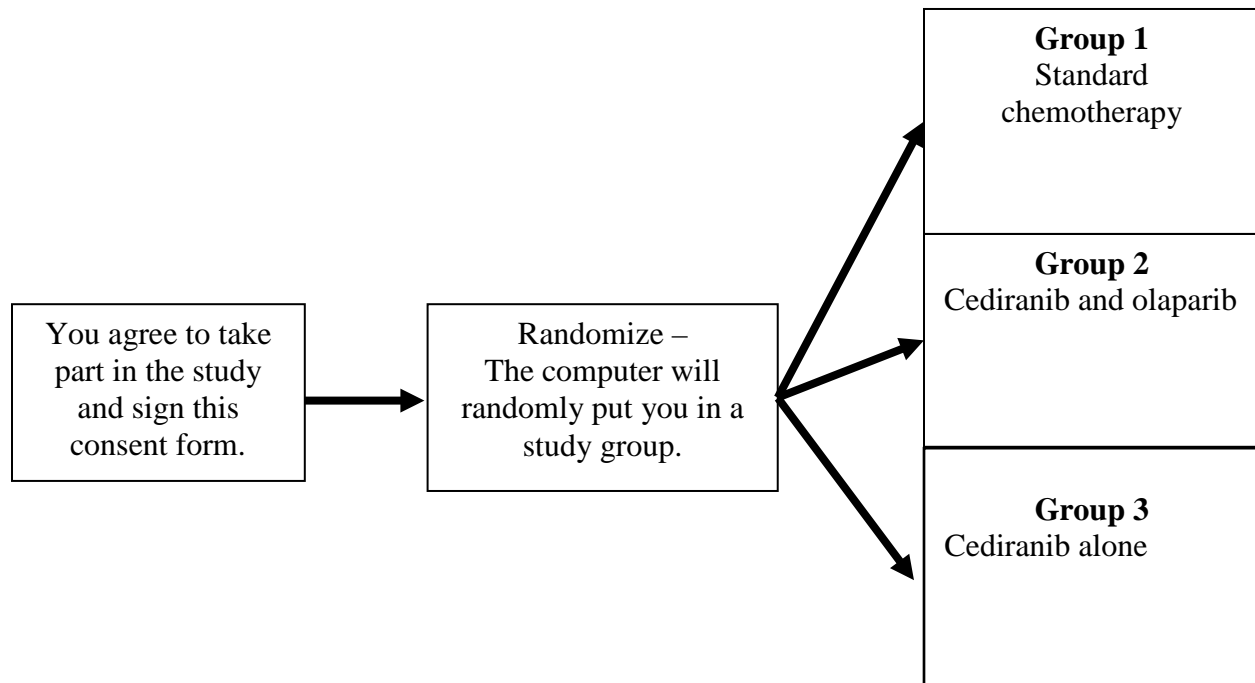 You agree to take
part in the study
and sign this
consent form.
Randomize –
The computer will
randomly put you in a
study group.
Group 1
Standard
chemotherapy
Group 2
Cediranib and olaparib
Group 3
Cediranib alone